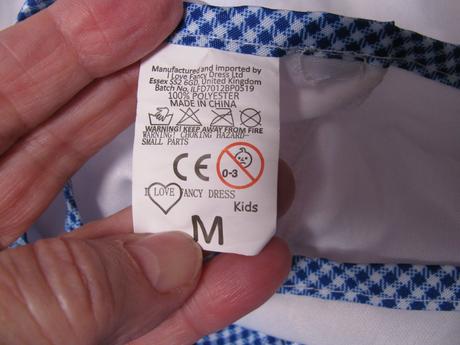 Manufactured and imported by
I Love Fancy Dress Ltd
Essex SS2 6GD, United Kingdom
Batch No. ILFD7012BP0519
100% POLYESTER
MADE IN CHINA
WARNING! KEEP AWAY FROM FIRE
WARNING! CHOKING HAZARD-
SMALL PARTS
CE
0-3
I LOVE FANCY DRESS
Kids
M